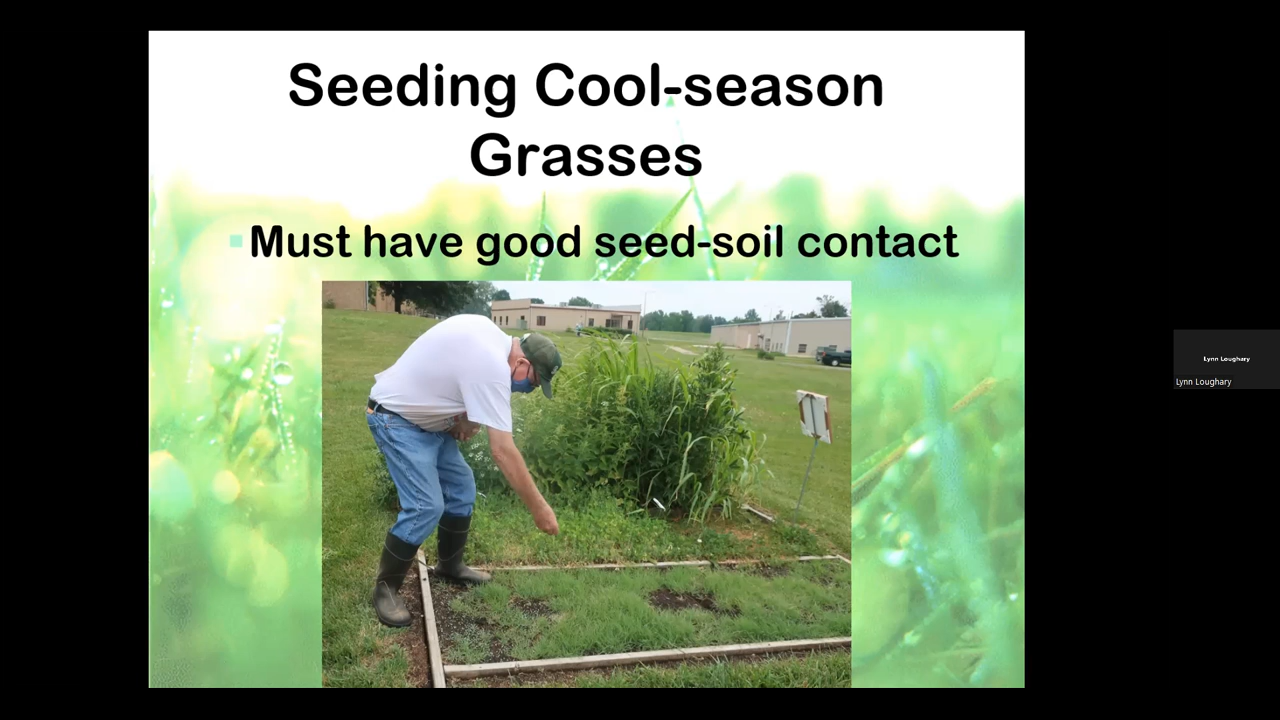 Seeding Cool-season
Grasses
Must have good seed-soil contact
Lynn Loughary
Lynn Loughary